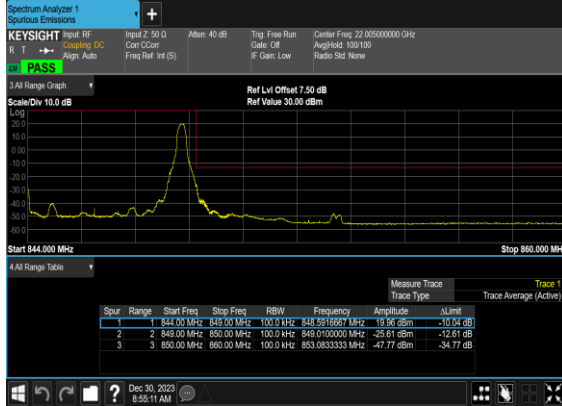 Spectrum Analyzer 1
Spurious Emissions
+
KEYSIGHT Input: RF Input Z: 50 Ω Atten: 40 dB Trig: Free Run Center Freq: 22.005000000 GHz
R T Coupling: DC Corr CCorr Gate: Off Avg|Hold: 100/100
Align: Auto Freq Ref: Int (S) IF Gain: Low Radio Std: None
PASS
3 All Range Graph
Ref Lvl Offset 7.50 dB
Scale/Div 10.0 dB Ref Value 30.00 dBm
Log
20.0
10.0
0.00
-10.0
-20.0
-30.0
-40.0
-50.0
-60.0
Start 844.000 MHz Stop 860.000 MH
4 All Range Table
Measure Trace Trace 1
Trace Type Trace Average (Active)
Spur Range Start Freq Stop Freq RBW Frequency Amplitude ΔLimit
1 1 844.00 MHz 849.00 MHz 100.0 kHz 848.5916667 MHz 19.96 dBm -10.04 dB
2 2 849.00 MHz 850.00 MHz 100.0 kHz 849.0100000 MHz -25.61 dBm -12.61 dB
3 3 850.00 MHz 860.00 MHz 100.0 kHz 853.0833333 MHz -47.77 dBm -34.77 dB
? Dec 30, 2023
8:55:11 AM